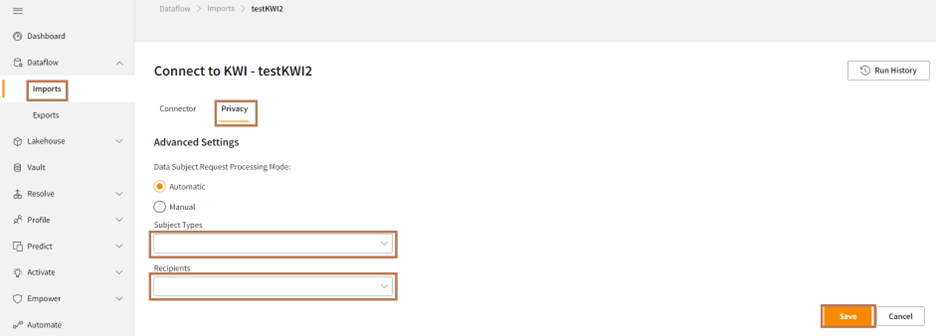 Dataflow > Imports > testKWI2
Dashboard
Dataflow
Imports
Exports
Lakehouse
Vault
Resolve
Profile
Predict
Activate
Empower
Automate
Connect to KWI - testKWI2
Run History
Connector Privacy
Advanced Settings
Data Subject Request Processing Mode:
Automatic
Manual
Subject Types
Recipients
Save Cancel